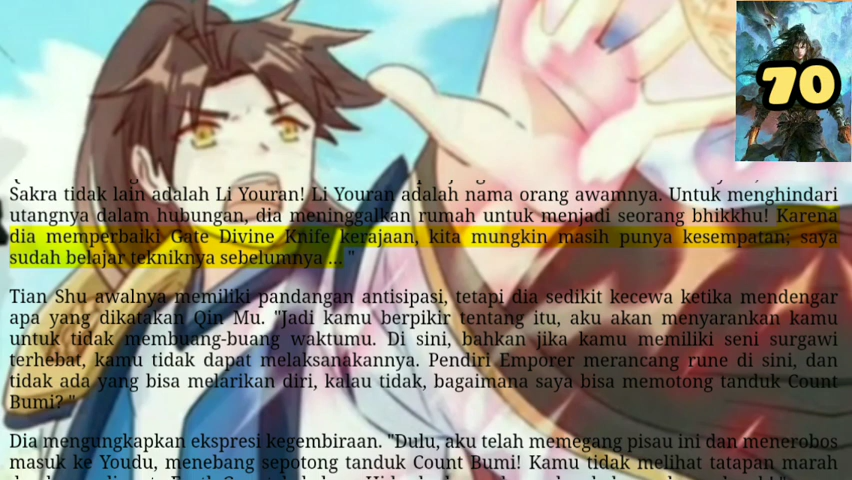 70
Sakra tidak lain adalah Li Youran! Li Youran adalah nama orang awamnya. Untuk menghindari
utangnya dalam hubungan, dia meninggalkan rumah untuk menjadi seorang bhikkhu! Karena
dia memperbaiki Gate Divine Knife kerajaan, kita mungkin masih punya kesempatan; saya
sudah belajar tekniknya sebelumnya ... "
Tian Shu awalnya memiliki pandangan antisipasi, tetapi dia sedikit kecewa ketika mendengar
apa yang dikatakan Qin Mu. "Jadi kamu berpikir tentang itu, aku akan menyarankan kamu
untuk tidak membuang-buang waktumu. Di sini, bahkan jika kamu memiliki seni surgawi
terhebat, kamu tidak dapat melaksanakannya. Pendiri Emporer merancang rune di sini, dan
tidak ada yang bisa melarikan diri, kalau tidak, bagaimana saya bisa memotong tanduk Count
Bumi? "
Dia mengungkapkan ekspresi kegembiraan. "Dulu, aku telah memegang pisau ini dan menerobos
masuk ke Youdu, menebang sepotong tanduk Count Bumi! Kamu tidak melihat tatapan marah